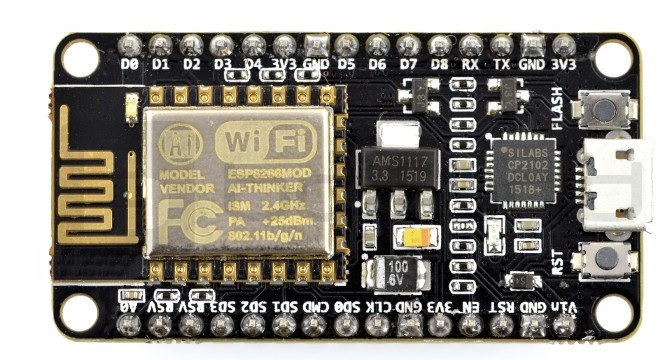 D0 D1 D2 D3 D4 3V3 GND D5 D6 D7 D8 RX TX GND 3V3
FLASH
Ai WiFi
MODEL ESP8266MOD
VENDOR AI-THINKER
ISM 2.4GHz
PA +25dBm
802.11b/g/n
FC
AMS1117
3.3 1519
SILABS
CP2102
DCL0AY
1518+
RST
100
6V
A0 RSV RSV SD3 SD2 SD1 CMD SD0 CLK GND 3V3 EN RST GND Vin